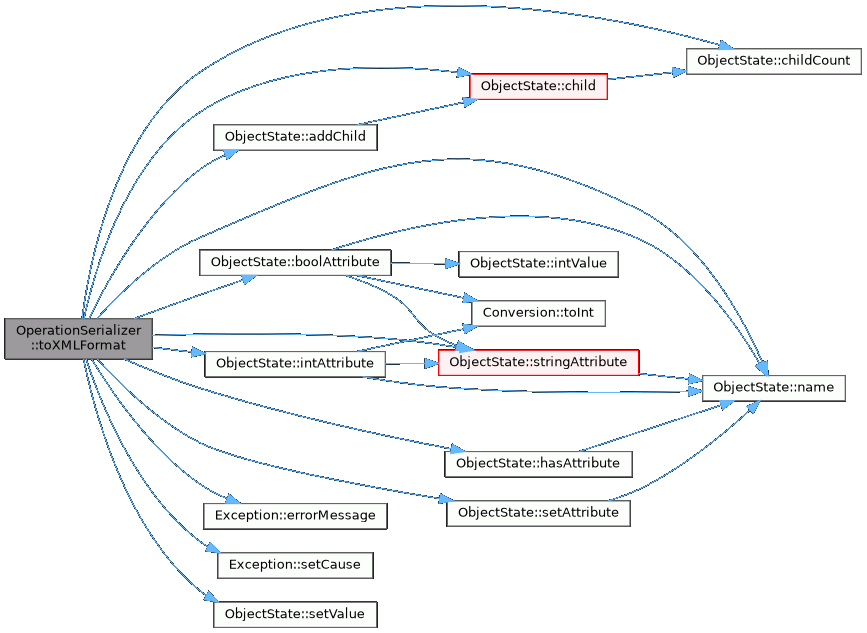 ObjectState::childCount
ObjectState::child
ObjectState::addChild
ObjectState::boolAttribute
ObjectState::intValue
Conversion::toInt
OperationSerializer
::toXMLFormat
ObjectState::intAttribute
ObjectState::stringAttribute
ObjectState::name
ObjectState::hasAttribute
Exception::errorMessage
ObjectState::setAttribute
Exception::setCause
ObjectState::setValue